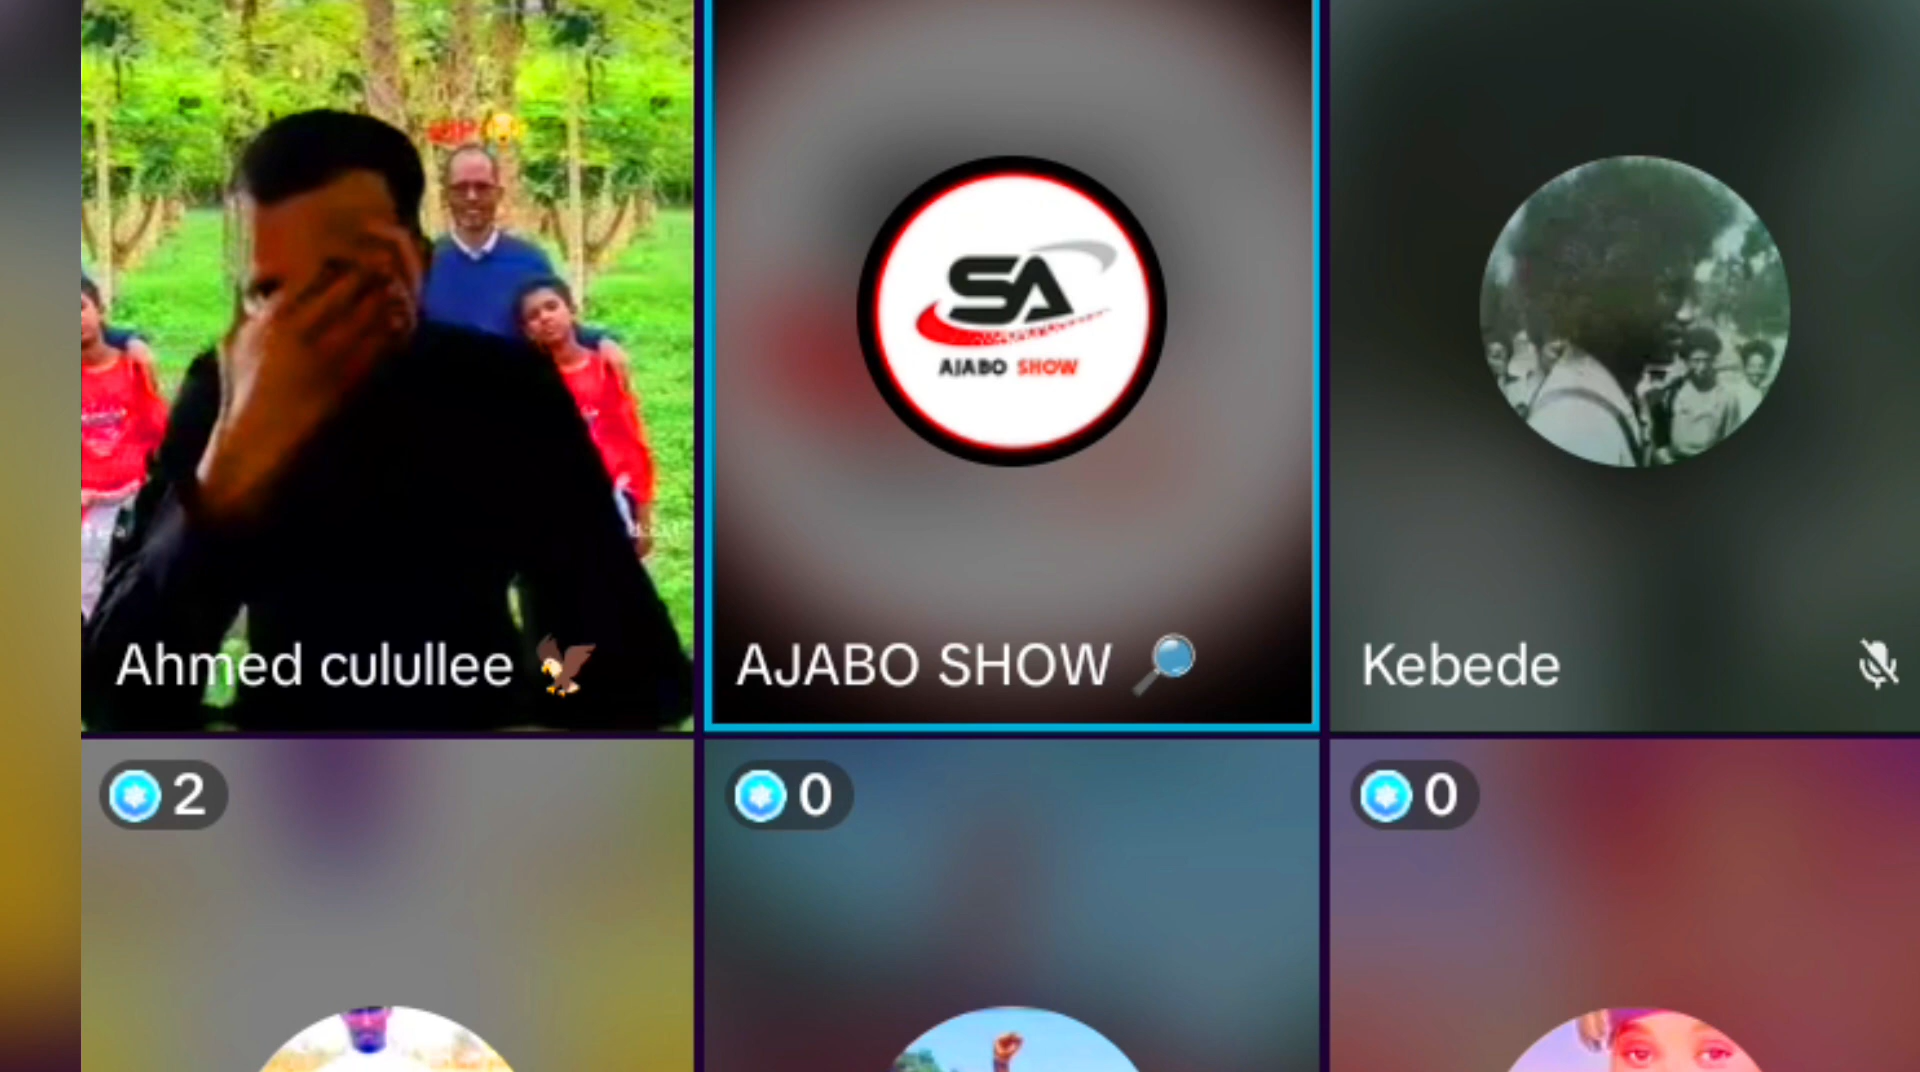 SA
AJABO SHOW
Ahmed culullee 🦅
AJABO SHOW 🔎
Kebede
2
0
0